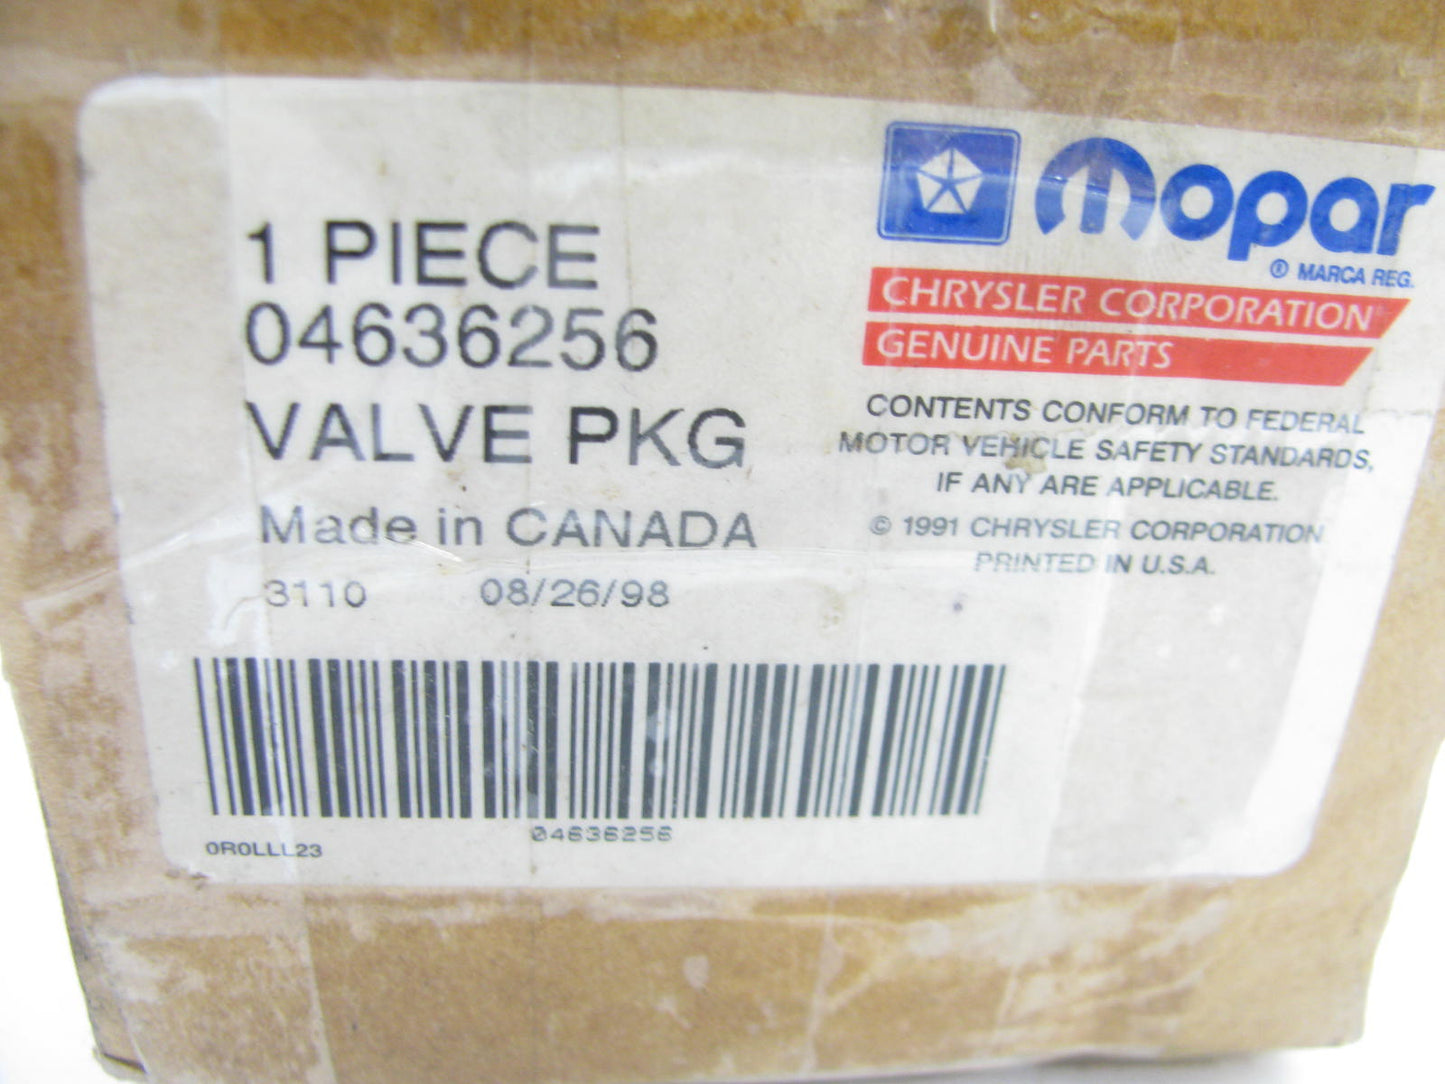 1 PIECE
04636256
VALVE PKG
Made in CANADA
3110 08/26/98
04636256
0R0LLL23
Mopar
® MARCA REG.
CHRYSLER CORPORATION
GENUINE PARTS
CONTENTS CONFORM TO FEDERAL
MOTOR VEHICLE SAFETY STANDARDS,
IF ANY ARE APPLICABLE.
© 1991 CHRYSLER CORPORATION
PRINTED IN U.S.A.